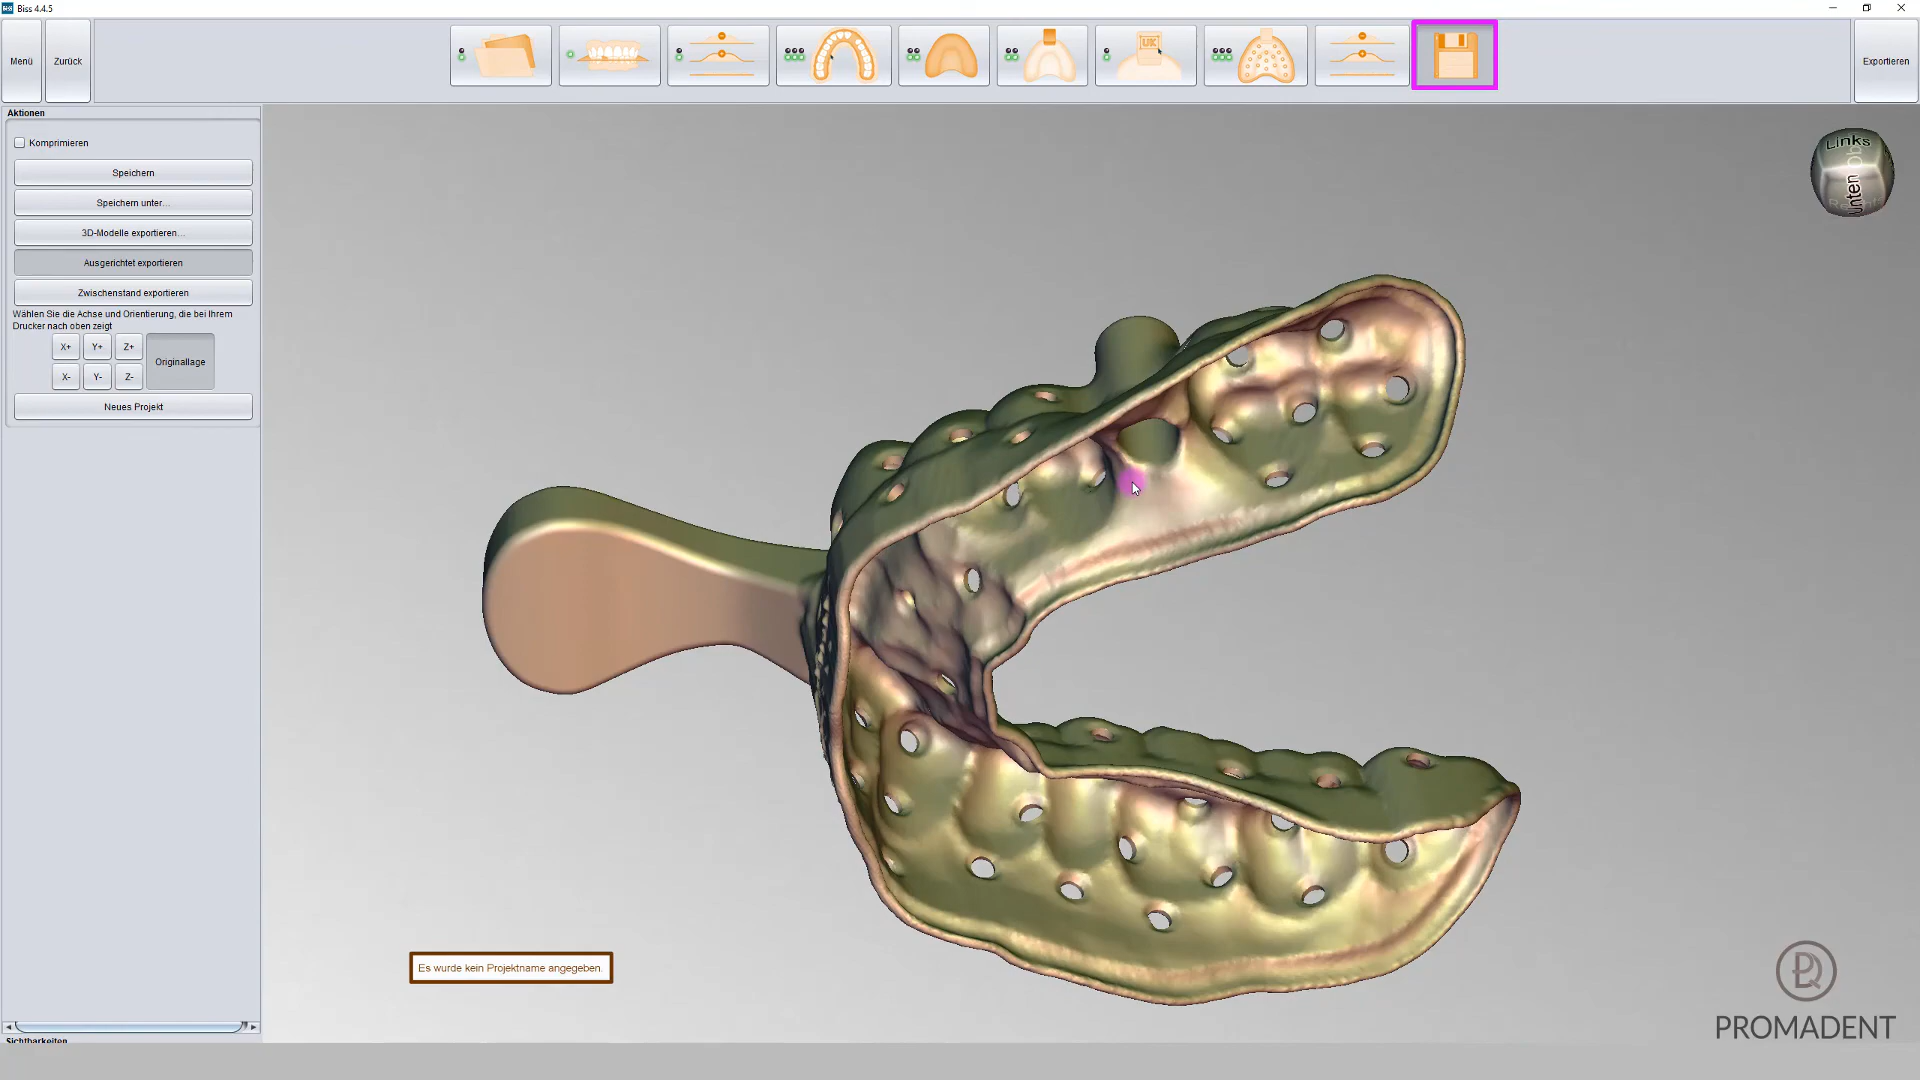 Biss 4.4.5
Menü
Zurück
UK
Exportieren
Aktionen
Komprimieren
Speichern
Speichern unter...
3D-Modelle exportieren...
Ausgerichtet exportieren
Zwischenstand exportieren
Wählen Sie die Achse und Orientierung, die bei Ihrem
Drucker nach oben zeigt
X+
Y+
Z+
Originallage
X-
Y-
Z-
Neues Projekt
Links
unten
Es wurde kein Projektname angegeben.
PROMADENT
Sichtbarkeiten